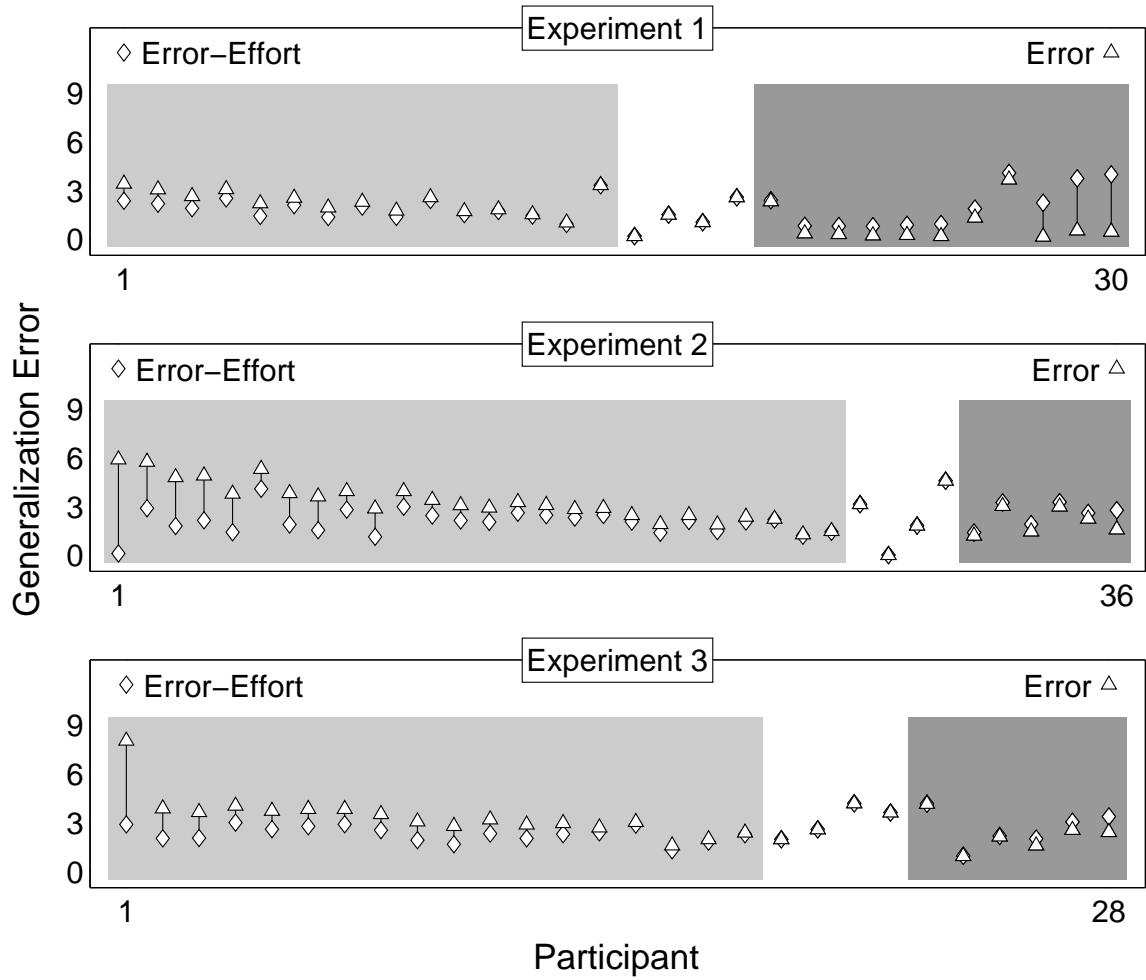 Experiment 1
Error−Effort
Error
9
6
3
0
1
30
Generalization Error
Experiment 2
Error−Effort
Error
9
6
3
0
1
36
Experiment 3
Error−Effort
Error
9
6
3
0
1
28
Participant